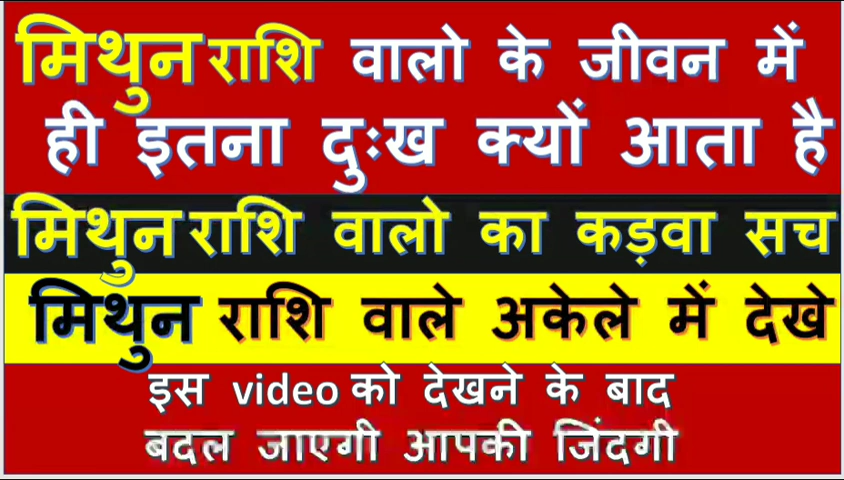 मिथुन राशि वालो के जीवन में
ही इतना दुःख क्यों आता है
मिथुन राशि वालो का कड़वा सच
मिथुन राशि वाले अकेले में देखे
इस video को देखने के बाद
बदल जाएगी आपकी जिंदगी